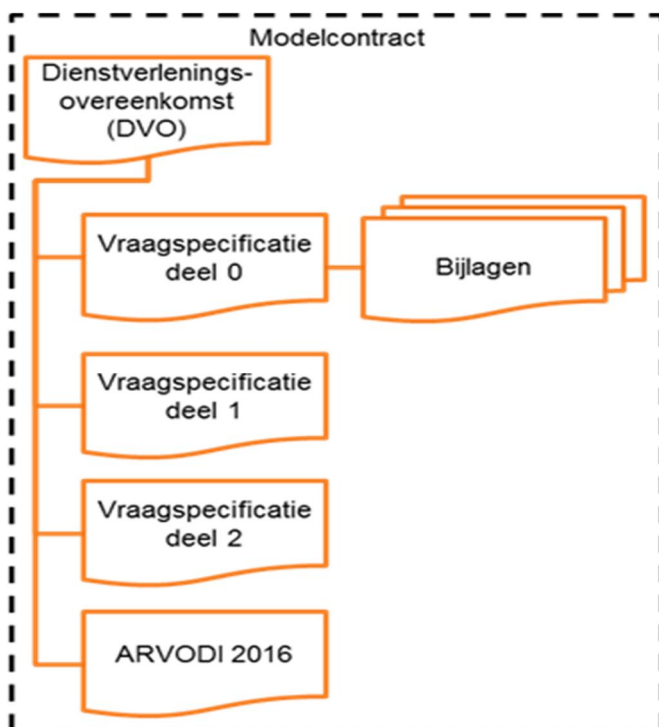 Modelcontract
Dienstverlenings-
overeenkomst
(DVO)
Vraagspecificatie
deel 0
Bijlagen
Vraagspecificatie
deel 1
Vraagspecificatie
deel 2
ARVODI 2016